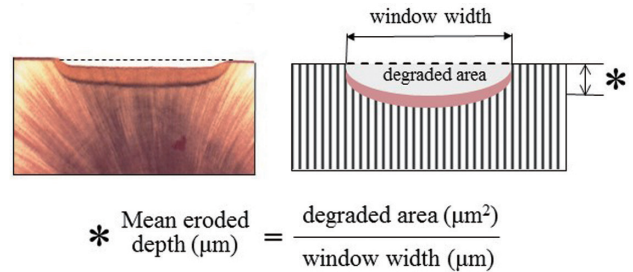 window width
degraded area
*
* Mean eroded depth (μm) = degraded area (μm²)
window width (μm)